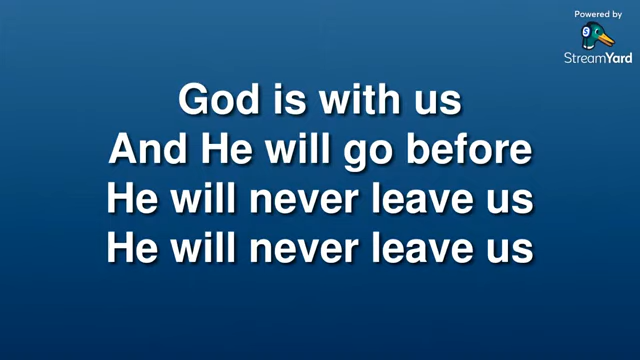 Powered by
StreamYard
God is with us
And He will go before
He will never leave us
He will never leave us